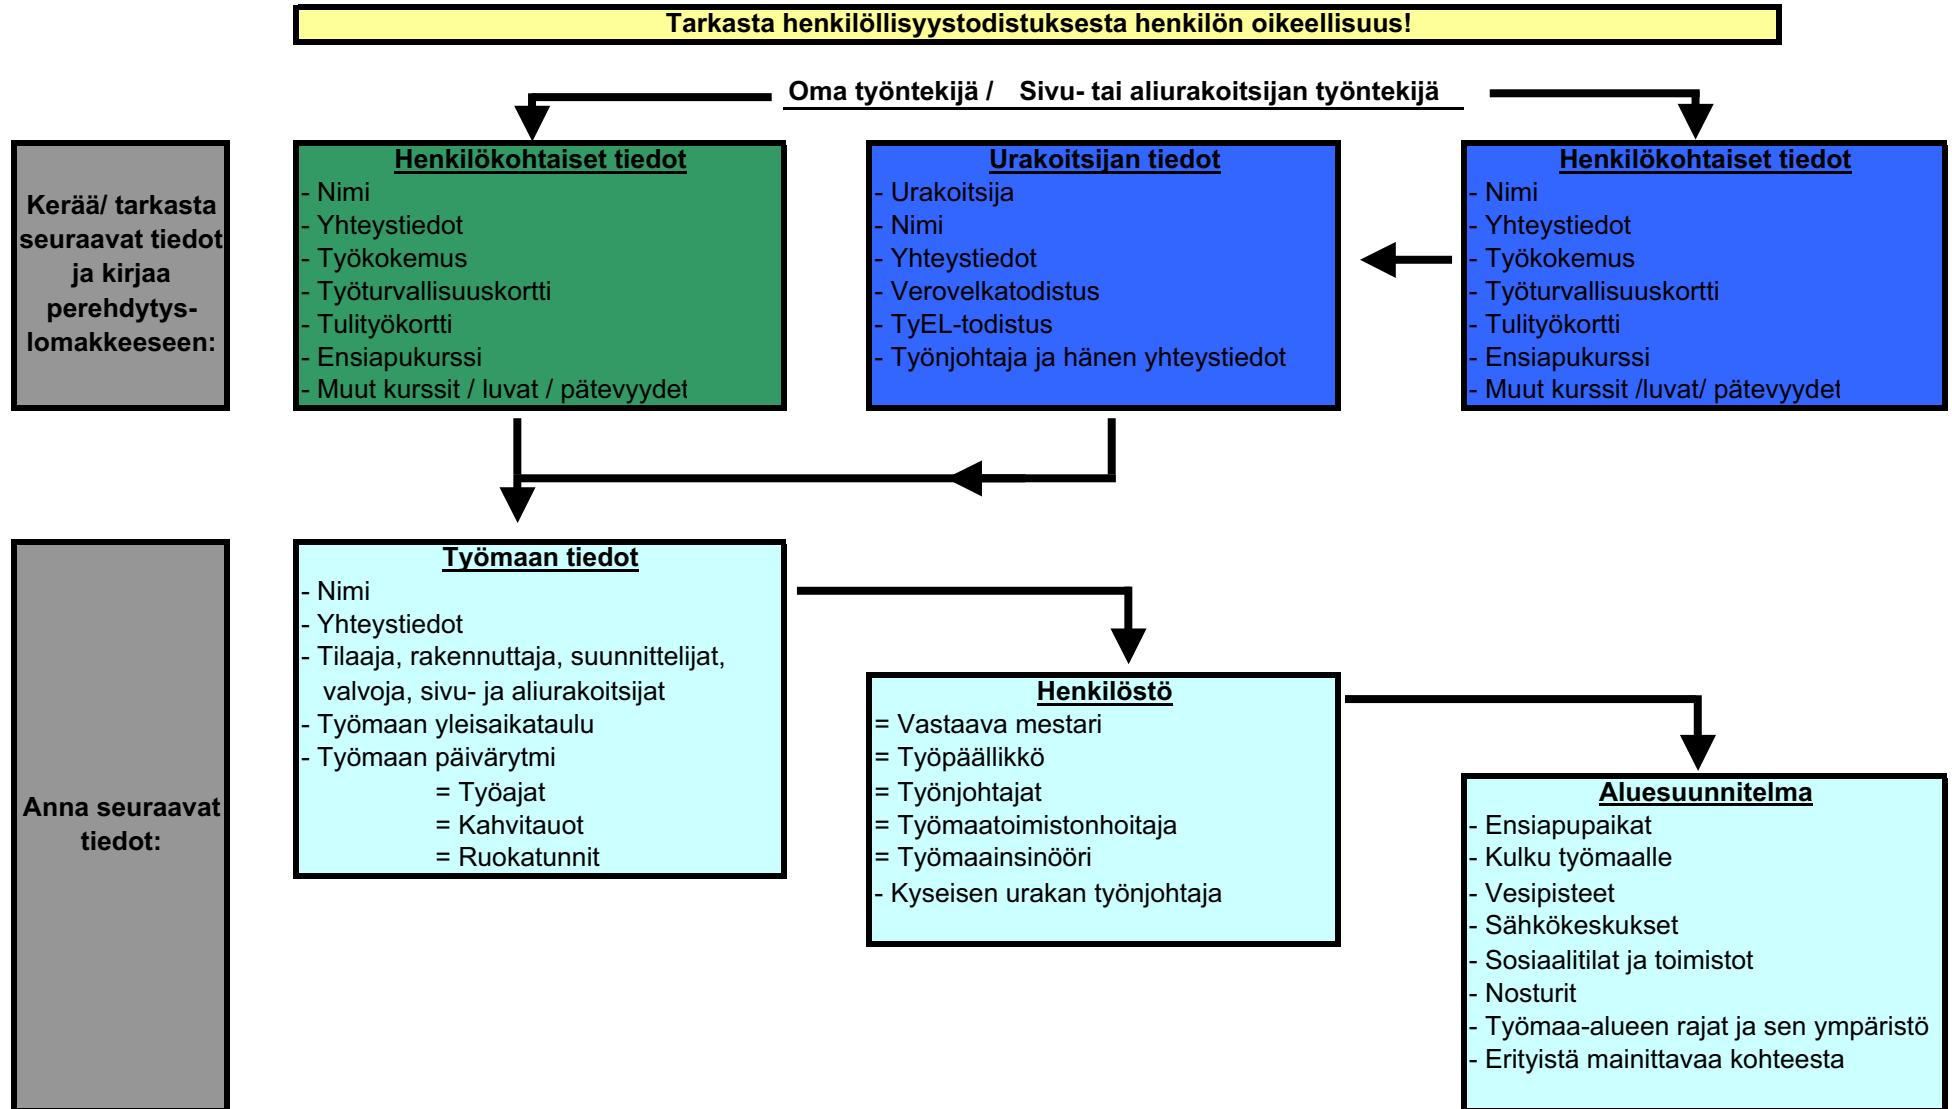 Tarkasta henkilöllisyystodistuksesta henkilön oikeellisuus!
Oma työntekijä / Sivu- tai aliurakoitsijan työntekijä
Kerää/ tarkasta
seuraavat tiedot
ja kirjaa
perehdytys-
lomakkeeseen:
Henkilökohtaiset tiedot
- Nimi
- Yhteystiedot
- Työkokemus
- Työturvallisuuskortti
- Tulityökortti
- Ensiapukurssi
- Muut kurssit / luvat / pätevyydet
Urakoitsijan tiedot
- Urakoitsija
- Nimi
- Yhteystiedot
- Verovelkatodistus
- TyEL-todistus
- Työnjohtaja ja hänen yhteystiedot
Henkilökohtaiset tiedot
- Nimi
- Yhteystiedot
- Työkokemus
- Työturvallisuuskortti
- Tulityökortti
- Ensiapukurssi
- Muut kurssit /luvat/ pätevyydet
Anna seuraavat
tiedot:
Työmaan tiedot
- Nimi
- Yhteystiedot
- Tilaaja, rakennuttaja, suunnittelijat,
valvoja, sivu- ja aliurakoitsijat
- Työmaan yleisaikataulu
- Työmaan päivärytmi
= Työajat
= Kahvitauot
= Ruokatunnit
Henkilöstö
= Vastaava mestari
= Työpäällikkö
= Työnjohtajat
= Työmaatoimistonhoitaja
= Työmaainsinööri
- Kyseisen urakan työnjohtaja
Aluesuunnitelma
- Ensiapupaikat
- Kulku työmaalle
- Vesipisteet
- Sähkökeskukset
- Sosiaalitilat ja toimistot
- Nosturit
- Työmaa-alueen rajat ja sen ympäristö
- Erityistä mainittavaa kohteesta